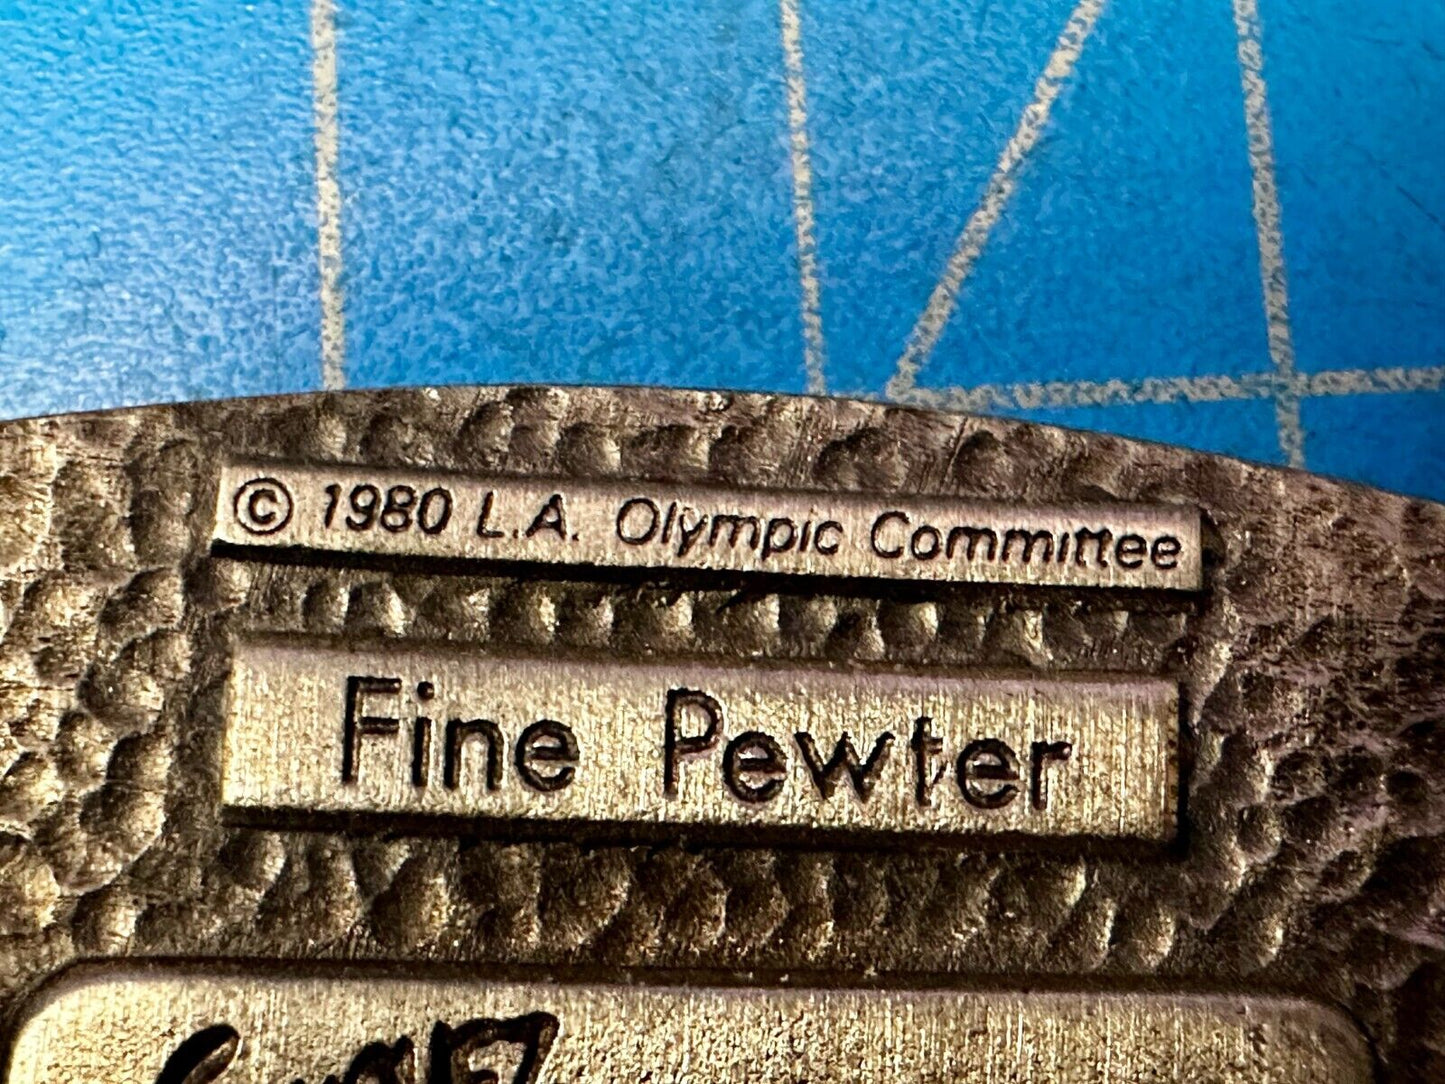 © 1980 L.A. Olympic Committee
Fine Pewter